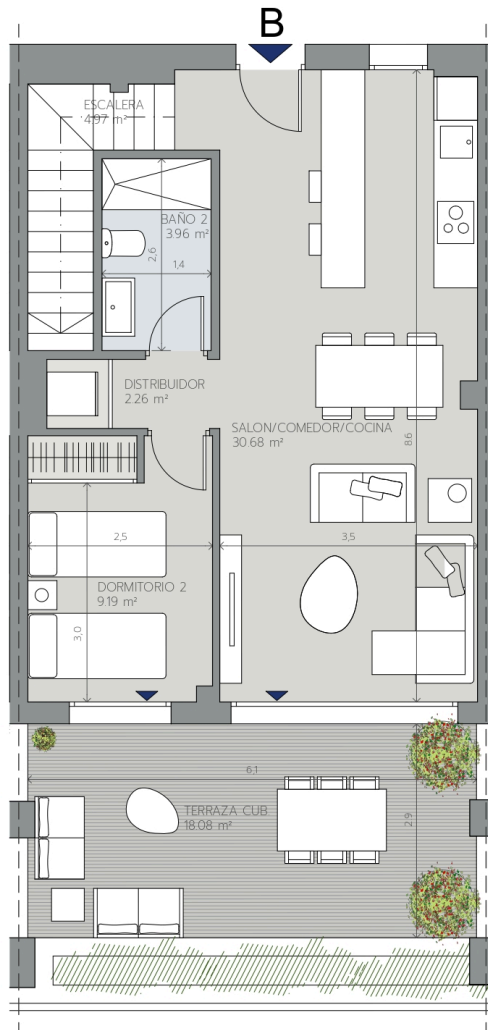 B
ESCALERA
4.97 m²
BAÑO 2
3.96 m²
2,6
1,4
DISTRIBUIDOR
2.26 m²
SALON/COMEDOR/COCINA
30.68 m²
8,6
2,5
3,5
DORMITORIO 2
9.19 m²
3,0
6,1
TERRAZA CUB.
18.08 m²
2,9